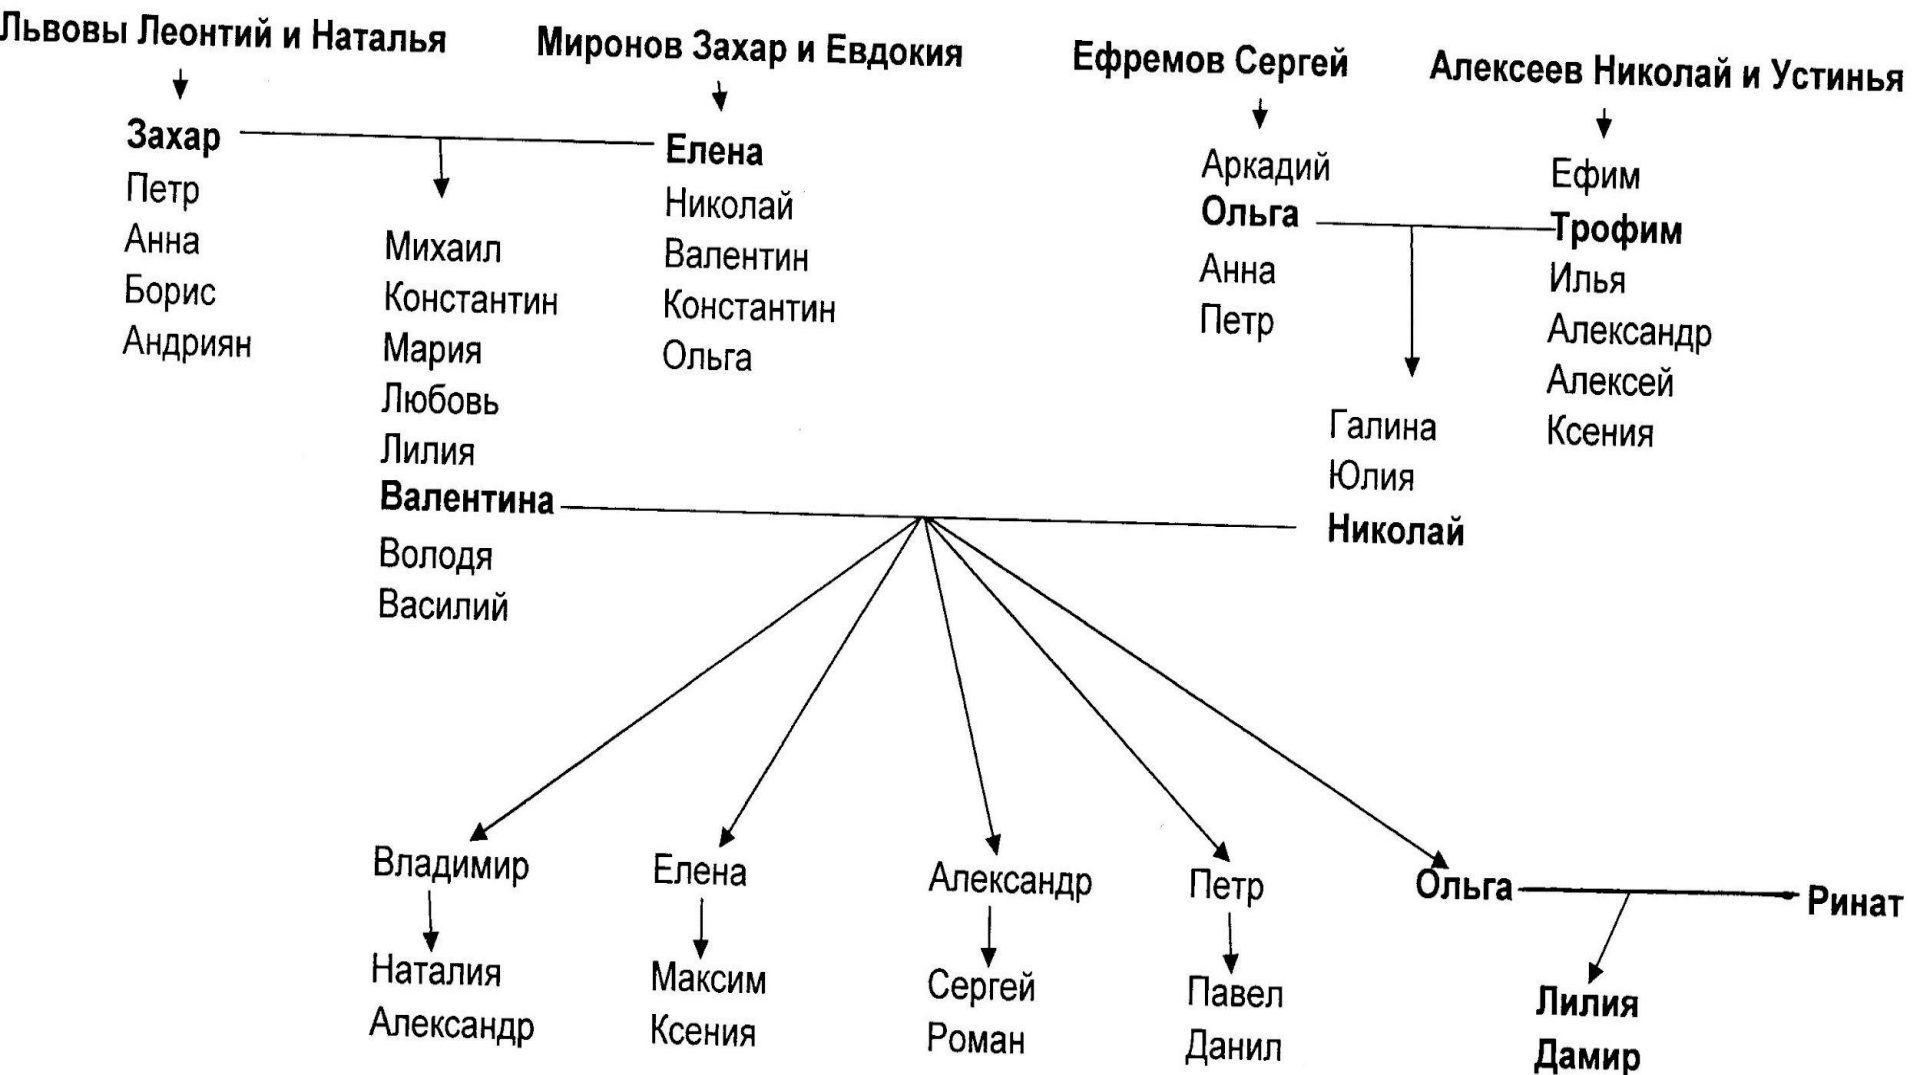 Львовы Леонтий и Наталья
Миронов Захар и Евдокия
Ефремов Сергей
Алексеев Николай и Устинья
Захар
Петр
Анна
Борис
Андриян
Елена
Николай
Валентин
Константин
Ольга
Михаил
Константин
Мария
Любовь
Лилия
Валентина
Володя
Василий
Аркадий
Ольга
Анна
Петр
Ефим
Трофим
Илья
Александр
Алексей
Ксения
Галина
Юлия
Николай
Владимир
Елена
Александр
Петр
Ольга
Ринат
Наталия
Александр
Максим
Ксения
Сергей
Роман
Павел
Данил
Лилия
Дамир